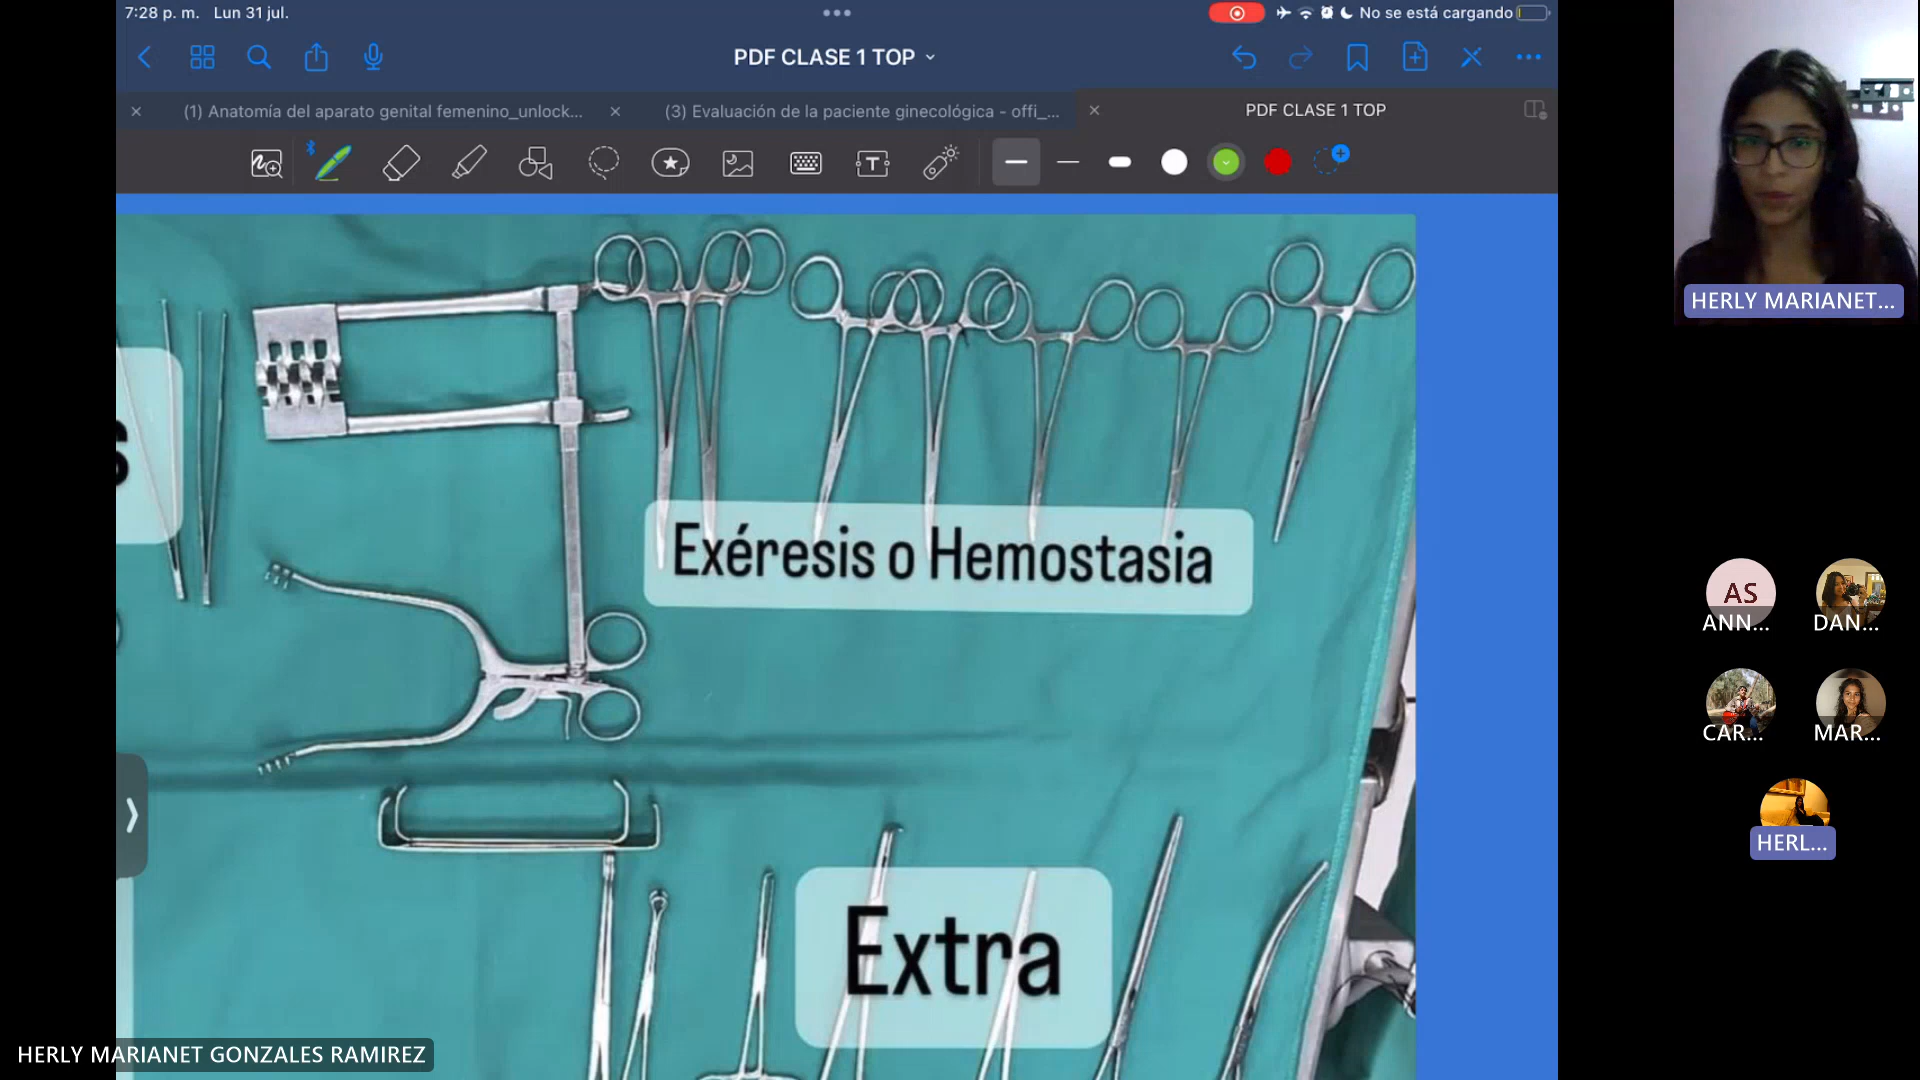 7:28 p. m. Lun 31 jul.
No se está cargando
PDF CLASE 1 TOP
(1) Anatomía del aparato genital femenino_unlock...
(3) Evaluación de la paciente ginecológica - offi_...
PDF CLASE 1 TOP
T
HERLY MARIANET...
s
Exéresis o Hemostasia
AS
ANN...
DAN...
CAR...
MAR...
HERL...
Extra
HERLY MARIANET GONZALES RAMIREZ